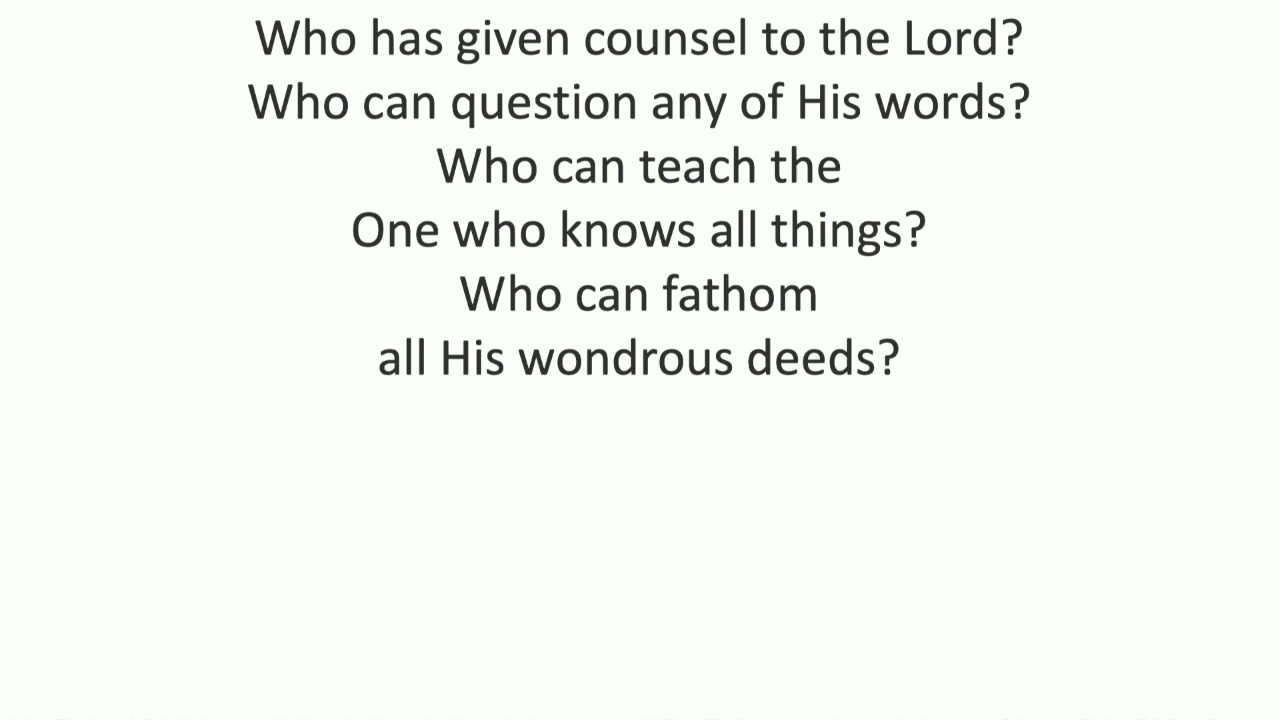 Who has given counsel to the Lord?
Who can question any of His words?
Who can teach the
One who knows all things?
Who can fathom
all His wondrous deeds?